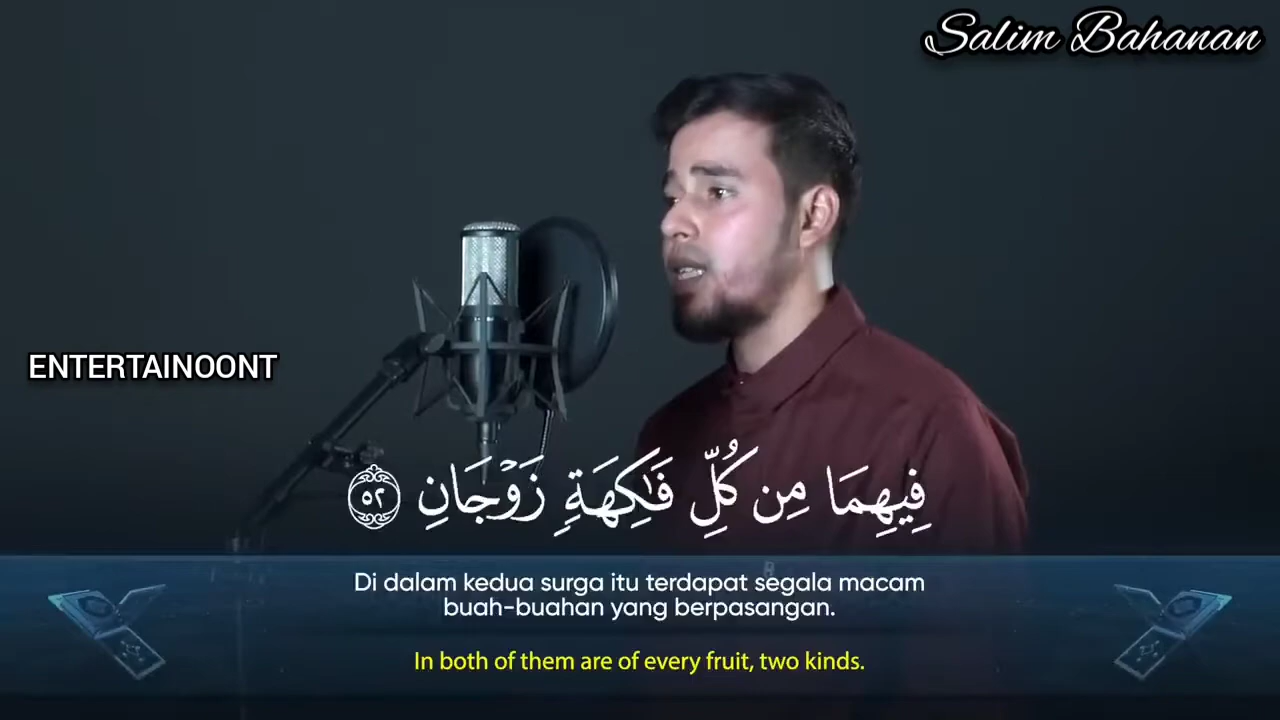 Salim Bahanan
ENTERTAINOONT
فِيهِمَا مِن كُلِّ فَٰكِهَةٍ زَوْجَانِ ٥٢
Di dalam kedua surga itu terdapat segala macam
buah-buahan yang berpasangan.
In both of them are of every fruit, two kinds.